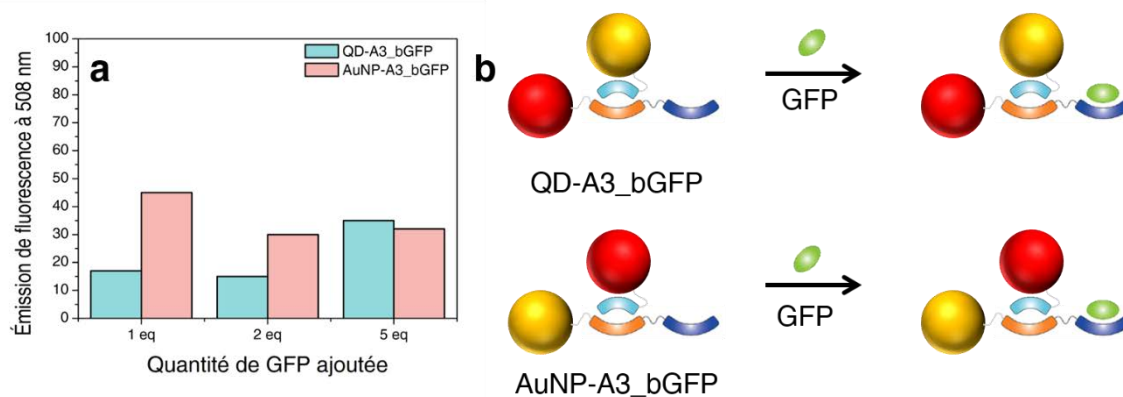 a
QD-A3_bGFP
AuNP-A3_bGFP
Émission de fluorescence à 508 nm
100
90
80
70
60
50
40
30
20
10
0
1 eq
2 eq
5 eq
Quantité de GFP ajoutée
b
GFP
QD-A3_bGFP
GFP
AuNP-A3_bGFP